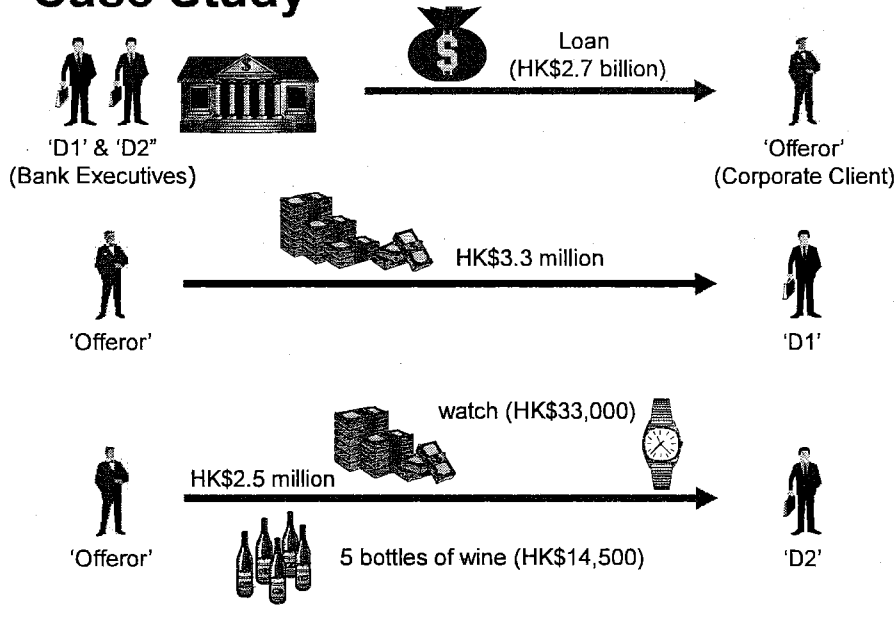 Case Study
Loan
(HK$2.7 billion)
'D1' & 'D2"
(Bank Executives)
'Offeror'
(Corporate Client)
HK$3.3 million
'Offeror'
'D1'
watch (HK$33,000)
HK$2.5 million
'Offeror'
5 bottles of wine (HK$14,500)
'D2'